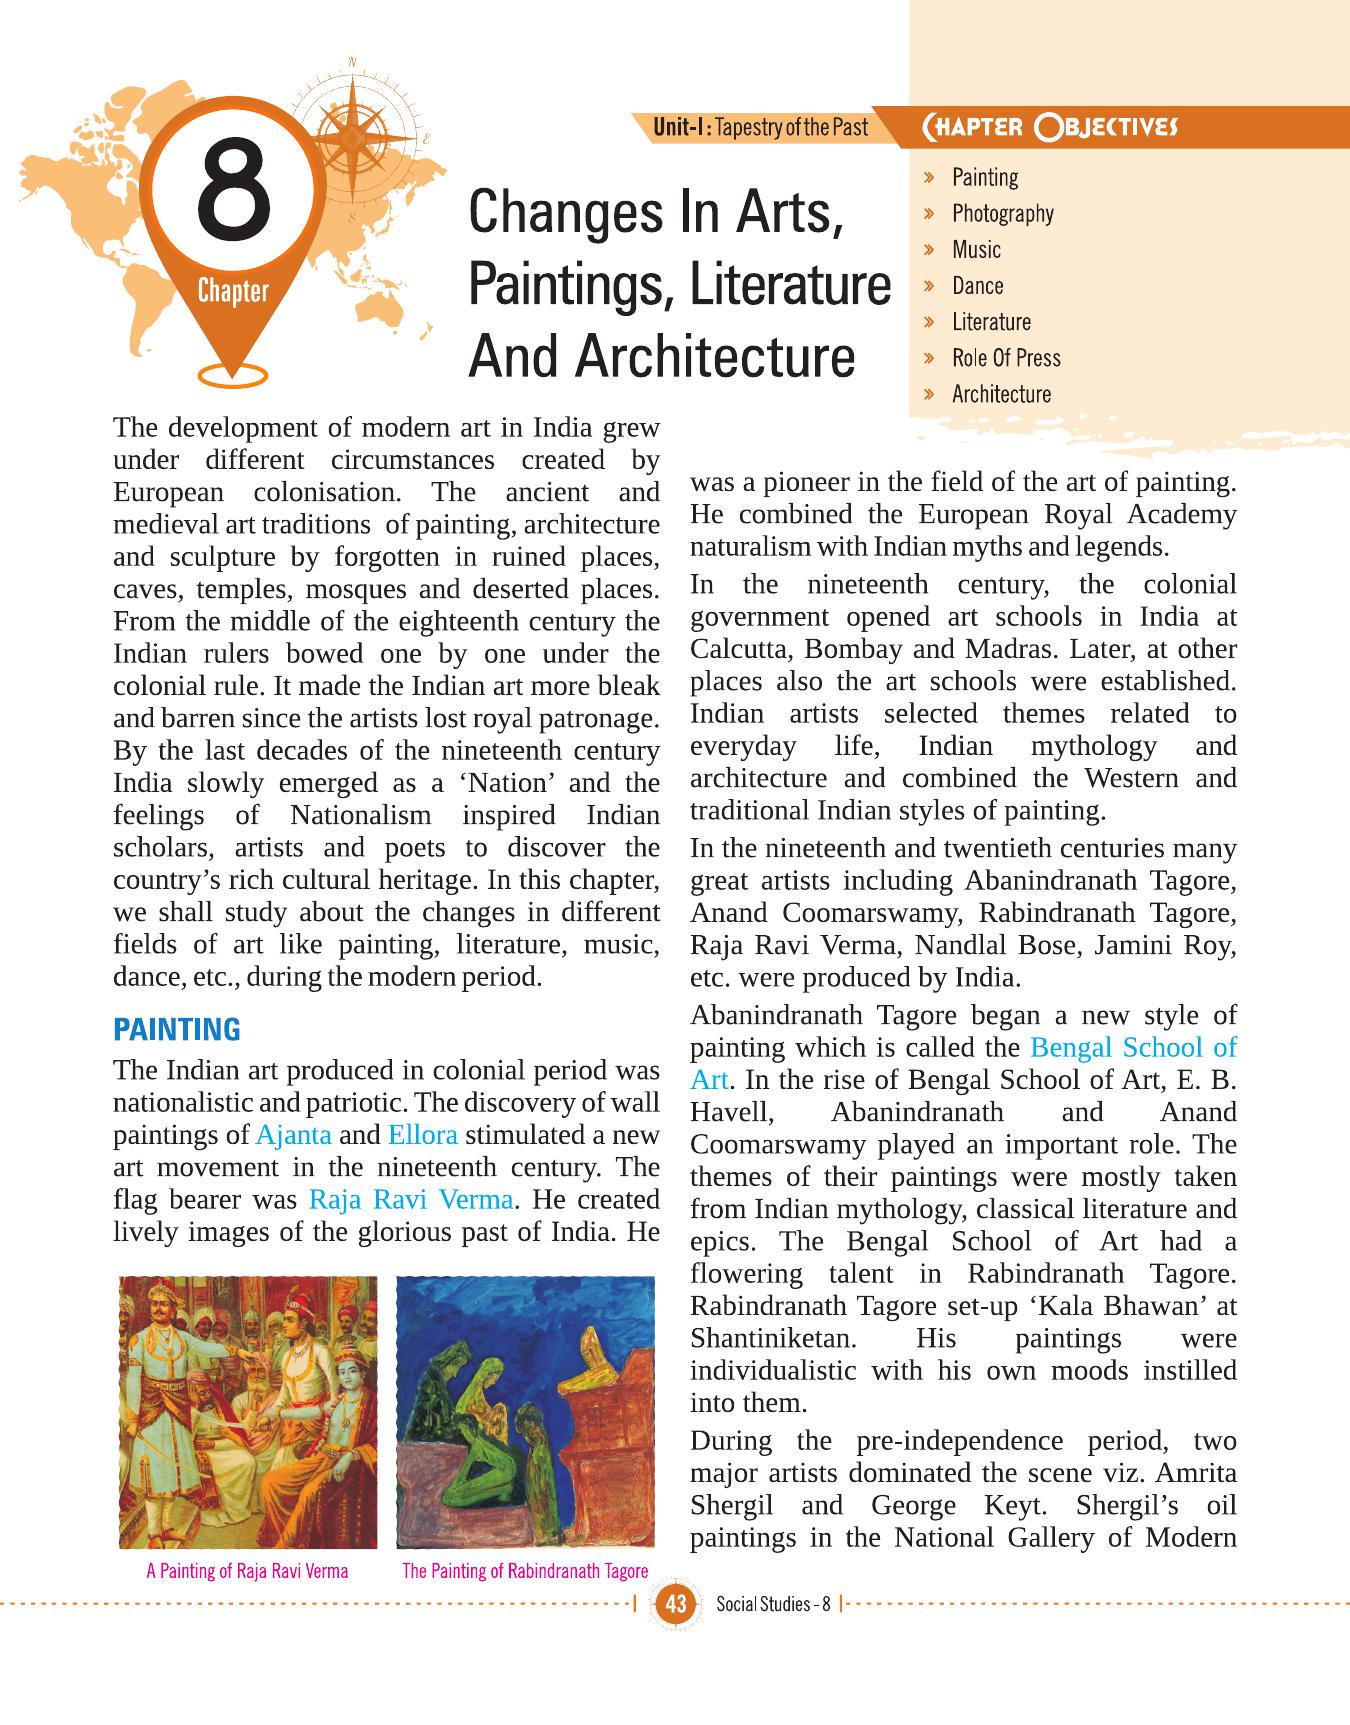 N
E
S
8
Chapter
Unit-I : Tapestry of the Past
Changes In Arts,
Paintings, Literature
And Architecture
CHAPTER OBJECTIVES
» Painting
» Photography
» Music
» Dance
» Literature
» Role Of Press
» Architecture
The development of modern art in India grew
under different circumstances created by
European colonisation. The ancient and
medieval art traditions of painting, architecture
and sculpture by forgotten in ruined places,
caves, temples, mosques and deserted places.
From the middle of the eighteenth century the
Indian rulers bowed one by one under the
colonial rule. It made the Indian art more bleak
and barren since the artists lost royal patronage.
By the last decades of the nineteenth century
India slowly emerged as a ‘Nation’ and the
feelings of Nationalism inspired Indian
scholars, artists and poets to discover the
country’s rich cultural heritage. In this chapter,
we shall study about the changes in different
fields of art like painting, literature, music,
dance, etc., during the modern period.
PAINTING
The Indian art produced in colonial period was
nationalistic and patriotic. The discovery of wall
paintings of Ajanta and Ellora stimulated a new
art movement in the nineteenth century. The
flag bearer was Raja Ravi Verma. He created
lively images of the glorious past of India. He
A Painting of Raja Ravi Verma
The Painting of Rabindranath Tagore
was a pioneer in the field of the art of painting.
He combined the European Royal Academy
naturalism with Indian myths and legends.
In the nineteenth century, the colonial
government opened art schools in India at
Calcutta, Bombay and Madras. Later, at other
places also the art schools were established.
Indian artists selected themes related to
everyday life, Indian mythology and
architecture and combined the Western and
traditional Indian styles of painting.
In the nineteenth and twentieth centuries many
great artists including Abanindranath Tagore,
Anand Coomarswamy, Rabindranath Tagore,
Raja Ravi Verma, Nandlal Bose, Jamini Roy,
etc. were produced by India.
Abanindranath Tagore began a new style of
painting which is called the Bengal School of
Art. In the rise of Bengal School of Art, E. B.
Havell, Abanindranath and Anand
Coomarswamy played an important role. The
themes of their paintings were mostly taken
from Indian mythology, classical literature and
epics. The Bengal School of Art had a
flowering talent in Rabindranath Tagore.
Rabindranath Tagore set-up ‘Kala Bhawan’ at
Shantiniketan. His paintings were
individualistic with his own moods instilled
into them.
During the pre-independence period, two
major artists dominated the scene viz. Amrita
Shergil and George Keyt. Shergil’s oil
paintings in the National Gallery of Modern
43
Social Studies - 8